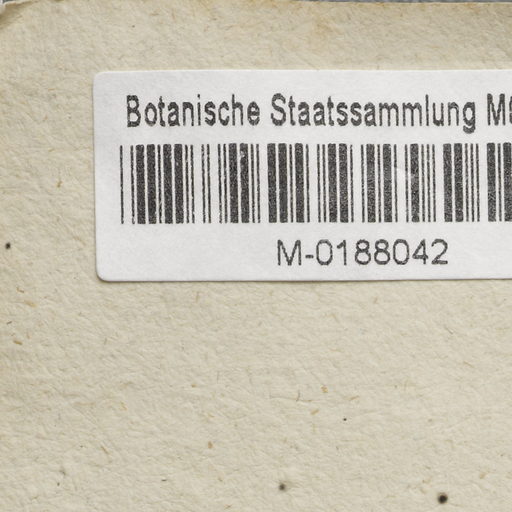 Botanische Staatssammlung
M-0188042